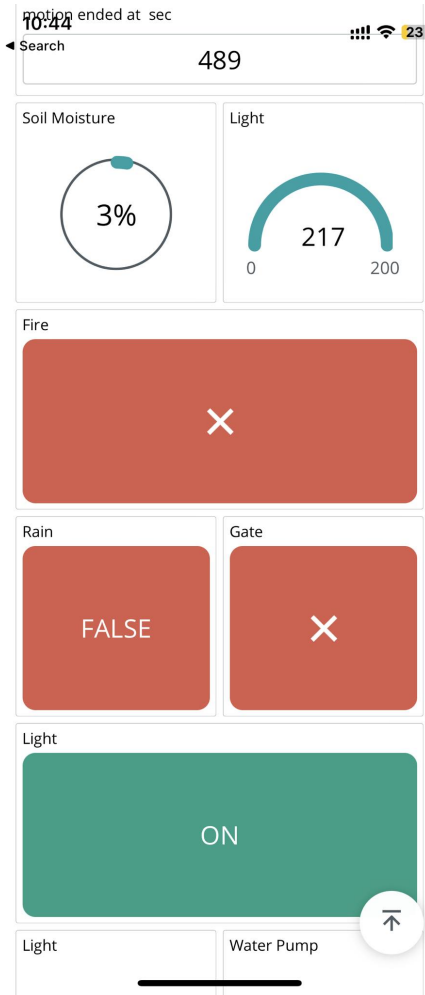 motion ended at sec
10:44
23
Search
489
Soil Moisture
Light
3%
217
0
200
Fire
Rain
Gate
FALSE
Light
ON
Light
Water Pump